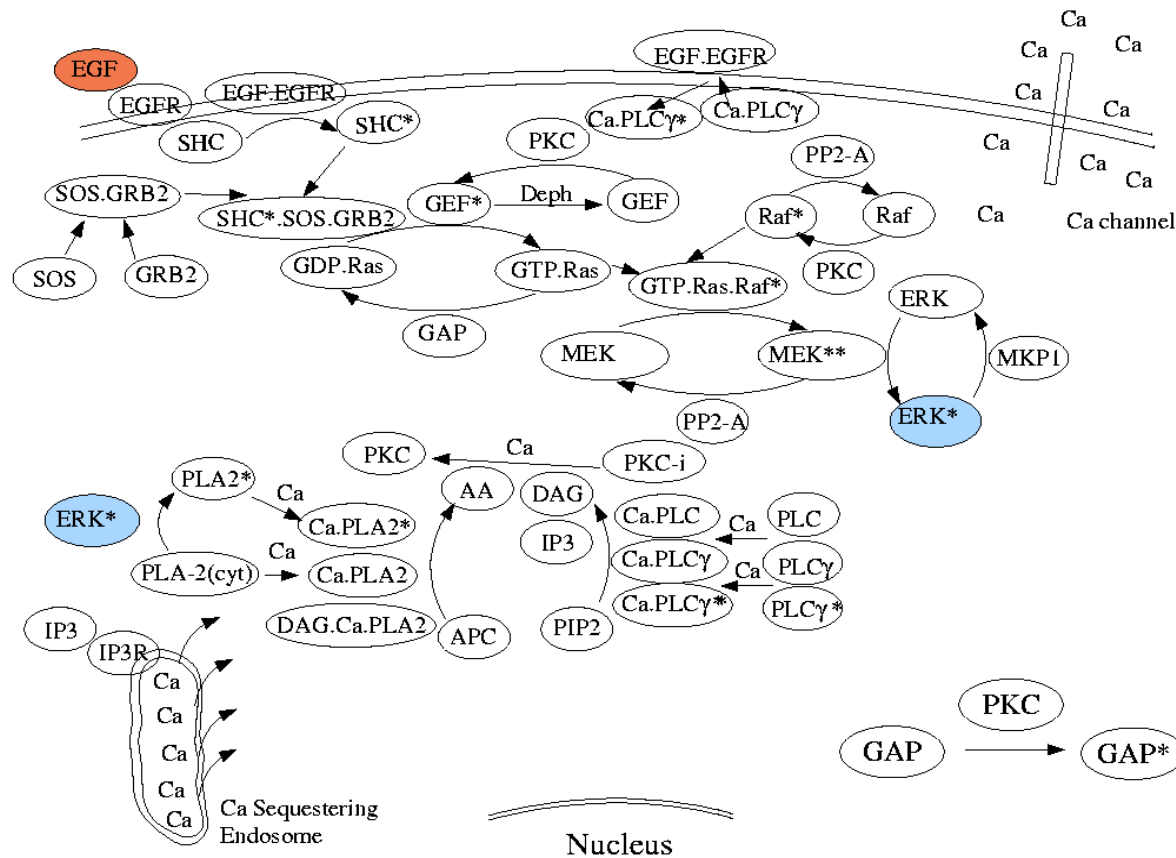 Ca
EGF
EGF.EGFR
Ca
Ca
Ca
EGFR
EGF.EGFR
Ca
Ca.PLCγ*
Ca.PLCγ
SHC
SHC*
PKC
PP2-A
Ca
Ca
Ca
Ca
SOS.GRB2
SHC*.SOS.GRB2
GEF*
Deph
GEF
Raf*
Raf
Ca
Ca channel
SOS
GRB2
GDP.Ras
GTP.Ras
GTP.Ras.Raf*
PKC
ERK
GAP
MEK
MEK**
MKP1
ERK*
PP2-A
PKC
Ca
PKC-i
PLA2*
Ca
AA
DAG
ERK*
Ca.PLA2*
IP3
Ca.PLC
Ca
PLC
PLA-2(cyt)
Ca
Ca.PLA2
Ca.PLCγ
Ca
PLCγ
Ca.PLCγ*
PLCγ*
DAG.Ca.PLA2
APC
PIP2
IP3
IP3R
Ca
Ca
Ca
Ca
Ca
Ca Sequestering
Endosome
PKC
GAP
GAP*
Nucleus